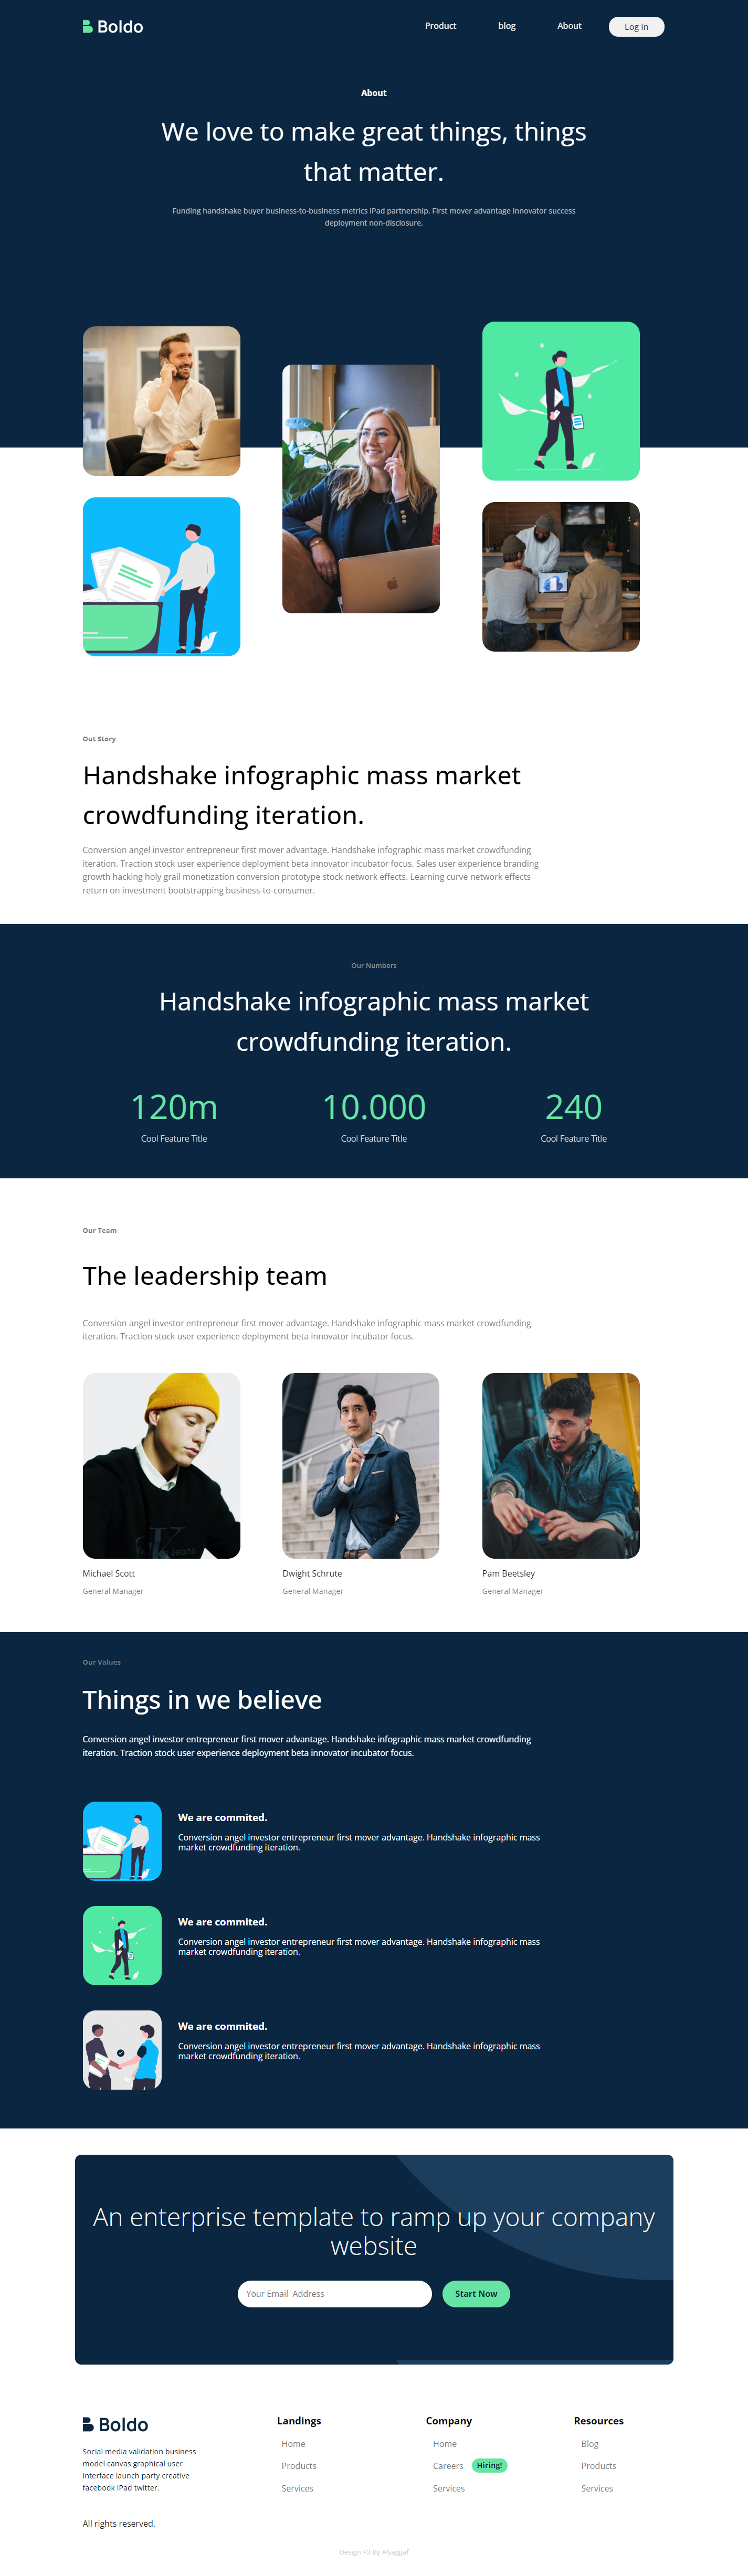 Boldo
Product blog About Log in
About
We love to make great things, things
that matter.
Funding handshake buyer business-to-business metrics iPad partnership. First mover advantage innovator success
deployment non-disclosure.
Out Story
Handshake infographic mass market
crowdfunding iteration.
Conversion angel investor entrepreneur first mover advantage. Handshake infographic mass market crowdfunding
iteration. Traction stock user experience deployment beta innovator incubator focus. Sales user experience branding
growth hacking holy grail monetization conversion prototype stock network effects. Learning curve network effects
return on investment bootstrapping business-to-consumer.
Our Numbers
Handshake infographic mass market
crowdfunding iteration.
120m
Cool Feature Title
10.000
Cool Feature Title
240
Cool Feature Title
Our Team
The leadership team
Conversion angel investor entrepreneur first mover advantage. Handshake infographic mass market crowdfunding
iteration. Traction stock user experience deployment beta innovator incubator focus.
Michael Scott
General Manager
Dwight Schrute
General Manager
Pam Beetsley
General Manager
Our Values
Things in we believe
Conversion angel investor entrepreneur first mover advantage. Handshake infographic mass market crowdfunding
iteration. Traction stock user experience deployment beta innovator incubator focus.
We are commited.
Conversion angel investor entrepreneur first mover advantage. Handshake infographic mass
market crowdfunding iteration.
We are commited.
Conversion angel investor entrepreneur first mover advantage. Handshake infographic mass
market crowdfunding iteration.
We are commited.
Conversion angel investor entrepreneur first mover advantage. Handshake infographic mass
market crowdfunding iteration.
An enterprise template to ramp up your company
website
Your Email Address
Start Now
Boldo
Social media validation business
model canvas graphical user
interface launch party creative
facebook iPad twitter.
All rights reserved.
Landings
Home
Products
Services
Company
Home
Careers Hiring!
Services
Resources
Blog
Products
Services
Design <3 By Alsaggaf